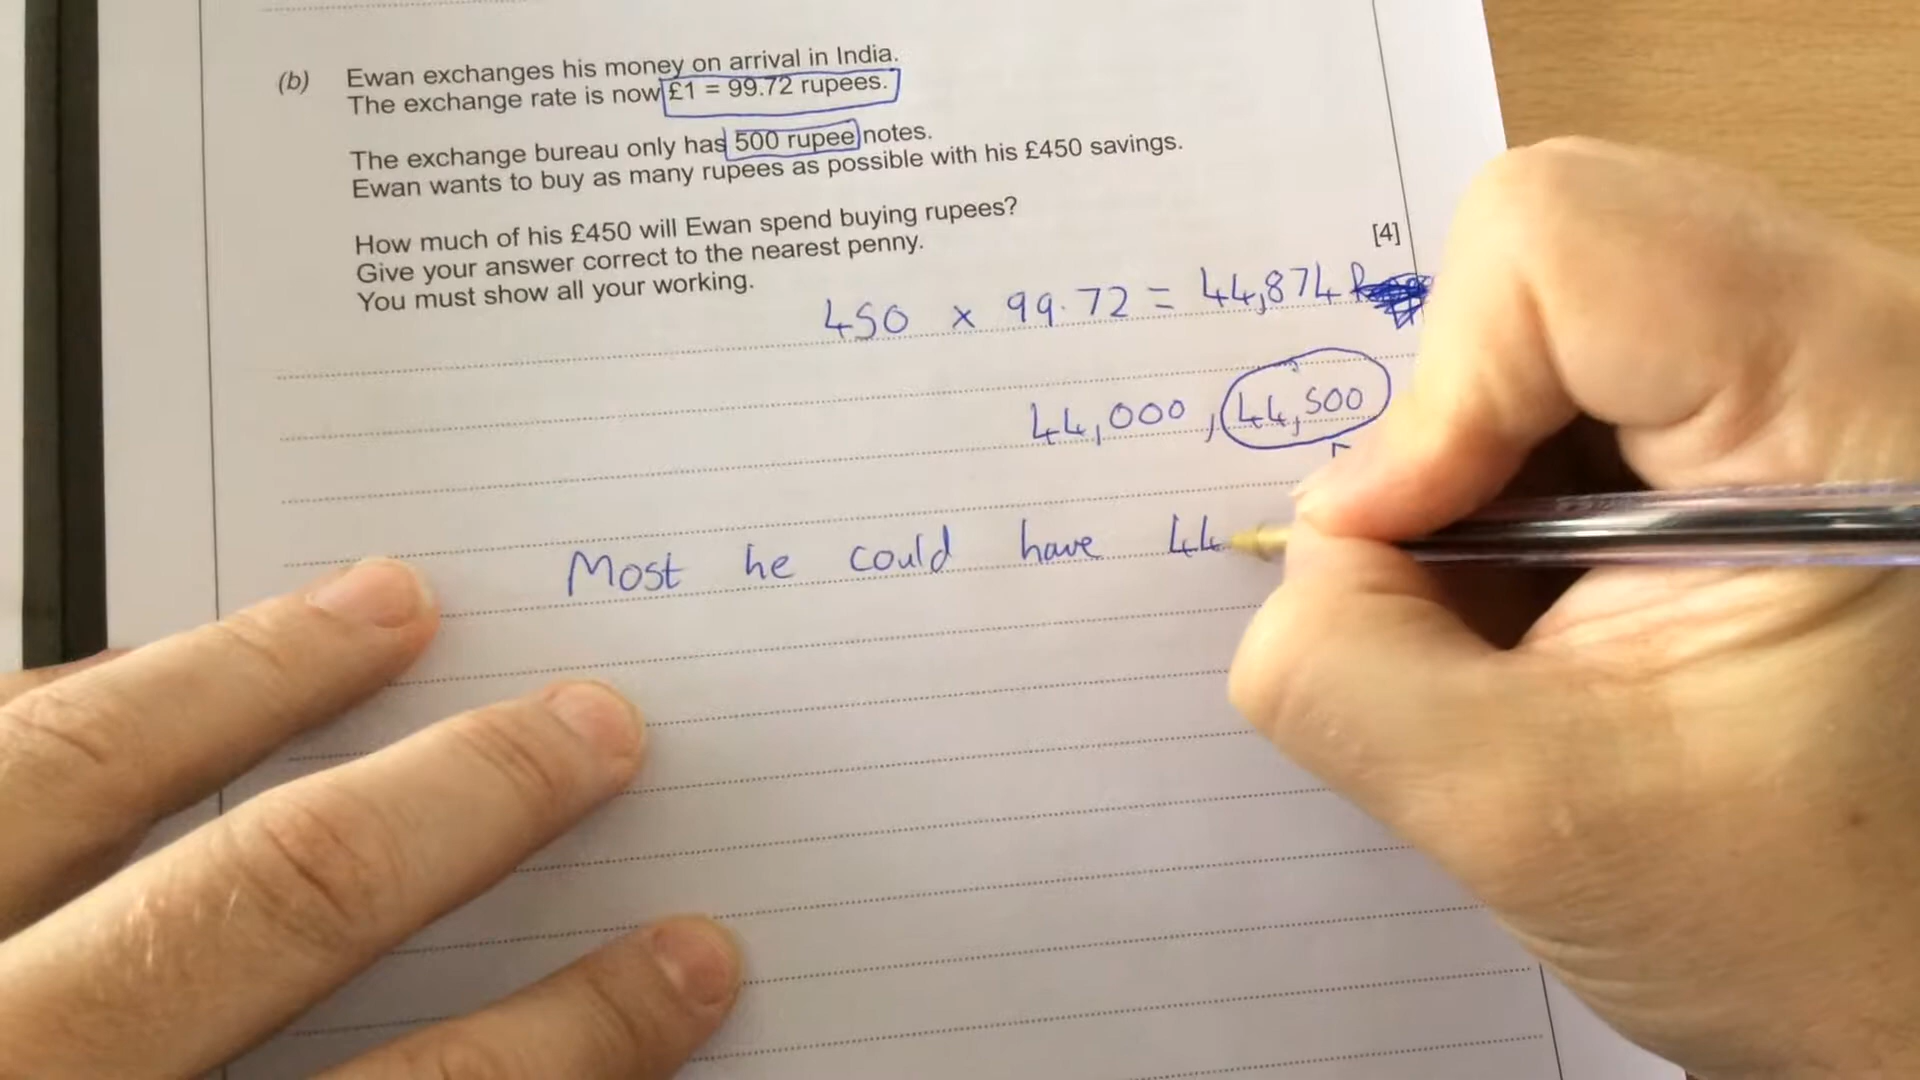 (b) Ewan exchanges his money on arrival in India.
The exchange rate is now £1 = 99.72 rupees.
The exchange bureau only has 500 rupee notes.
Ewan wants to buy as many rupees as possible with his £450 savings.
How much of his £450 will Ewan spend buying rupees?
Give your answer correct to the nearest penny.
[4]
You must show all your working.
450 × 99.72 = 44,874
44,000, 44,500
Most he could have 44